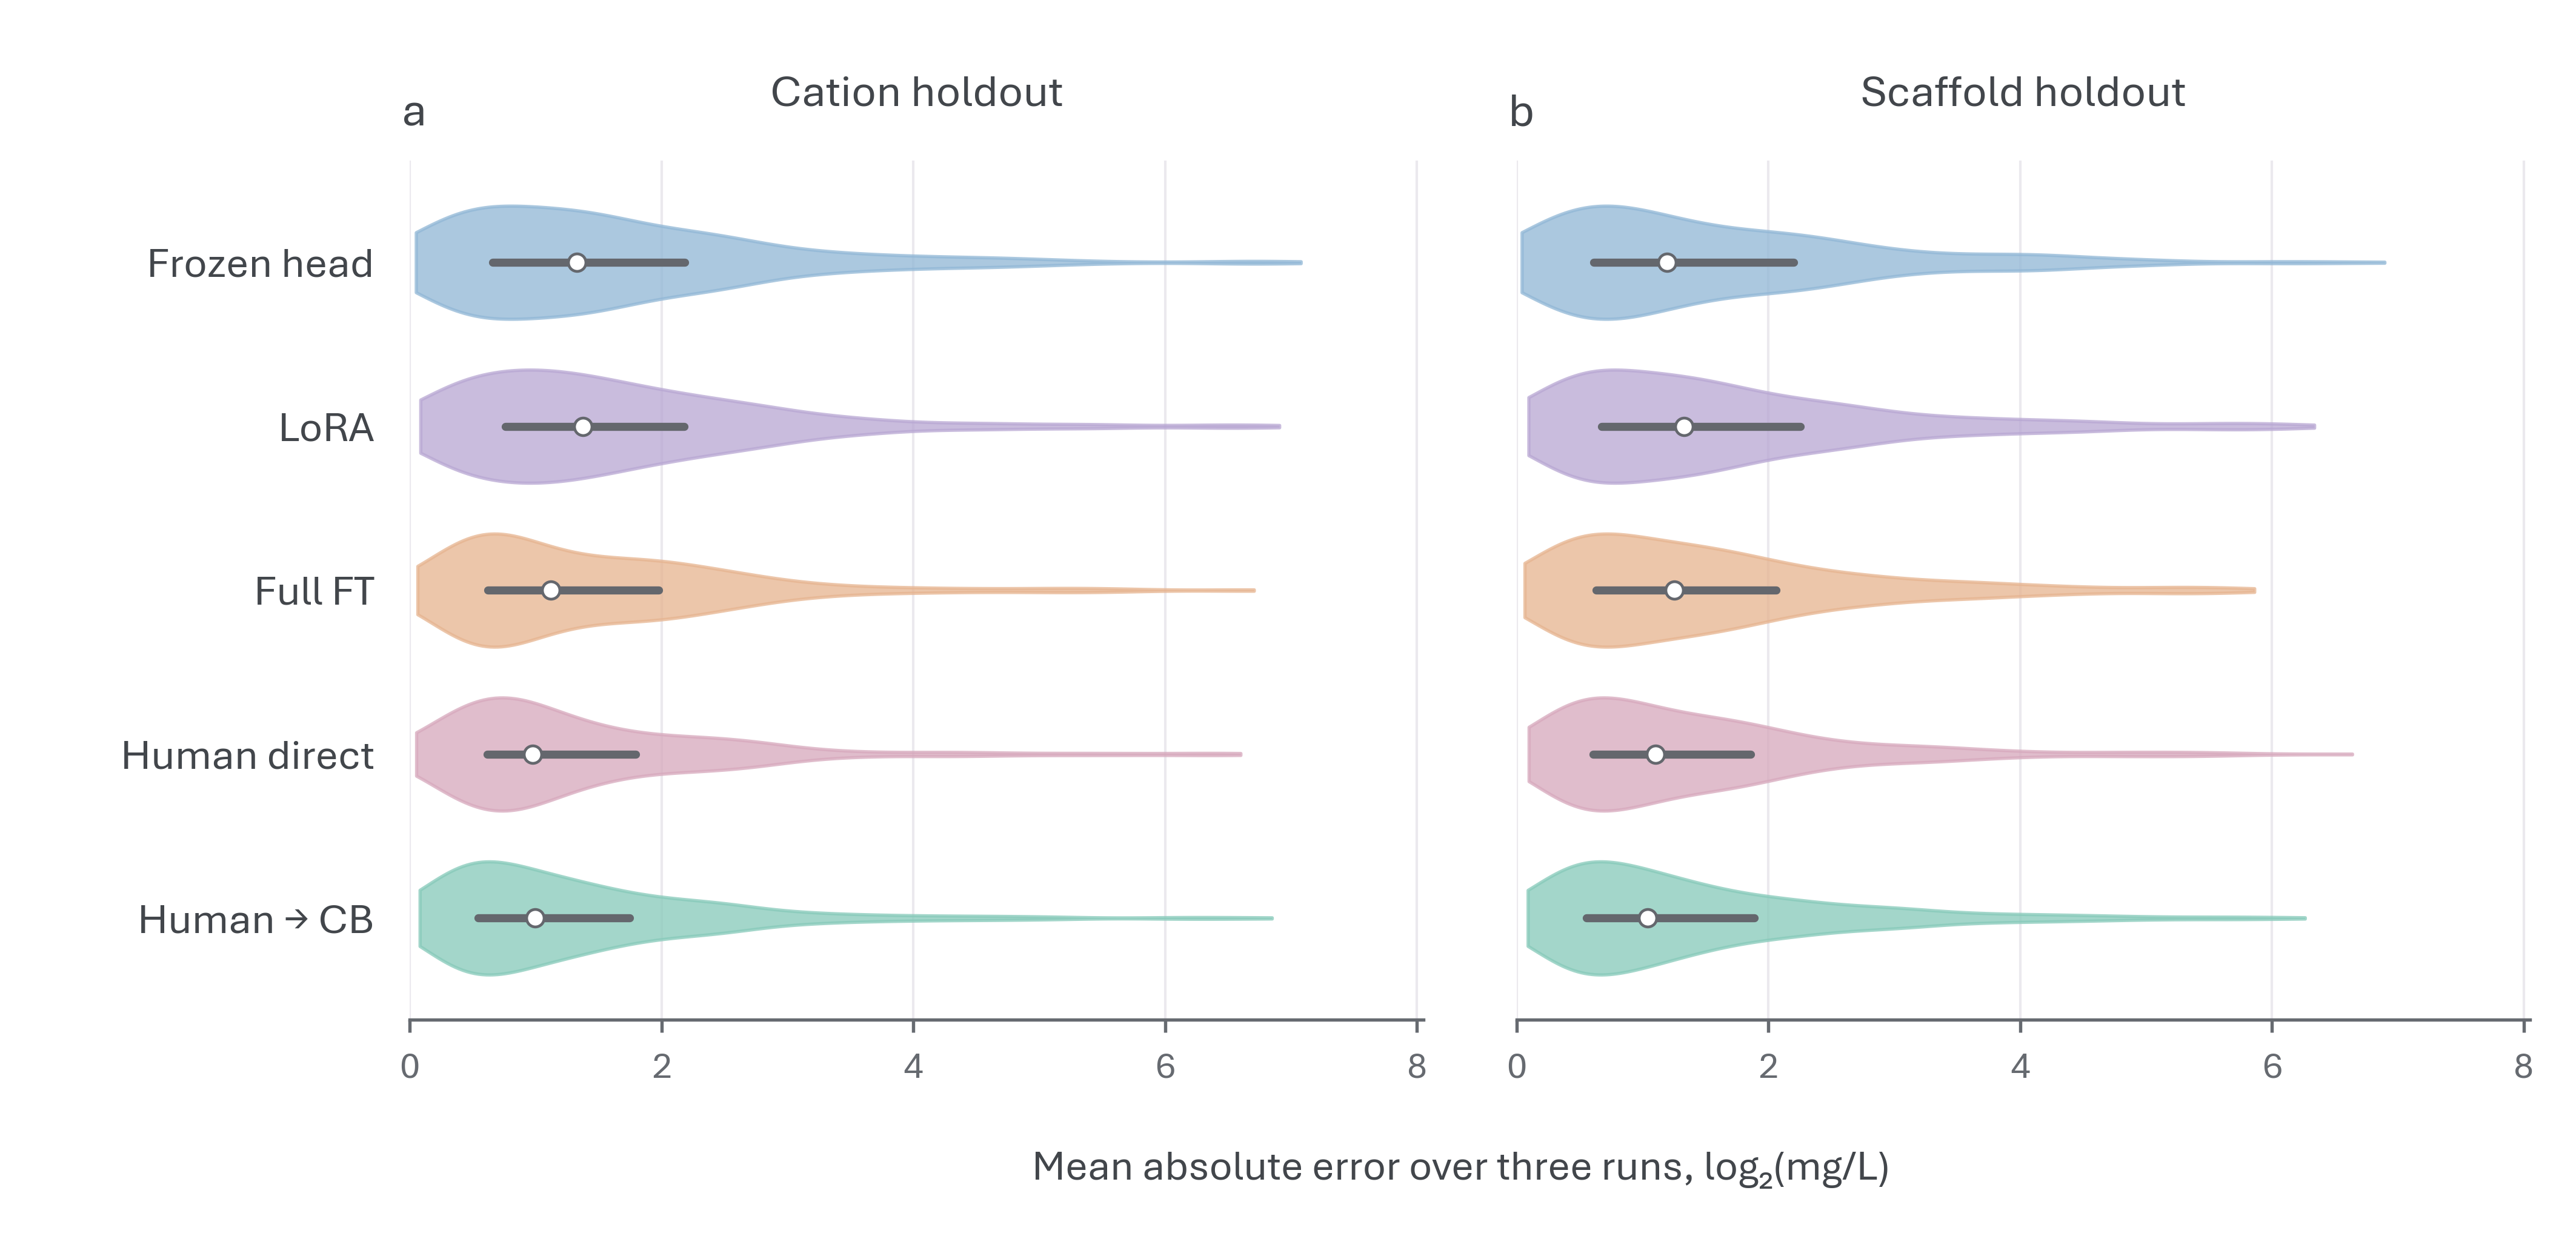 Cation holdout
Scaffold holdout
a
b
Frozen head
LoRA
Full FT
Human direct
Human → CB
0 2 4 6 8
0 2 4 6 8
Mean absolute error over three runs, log₂(mg/L)